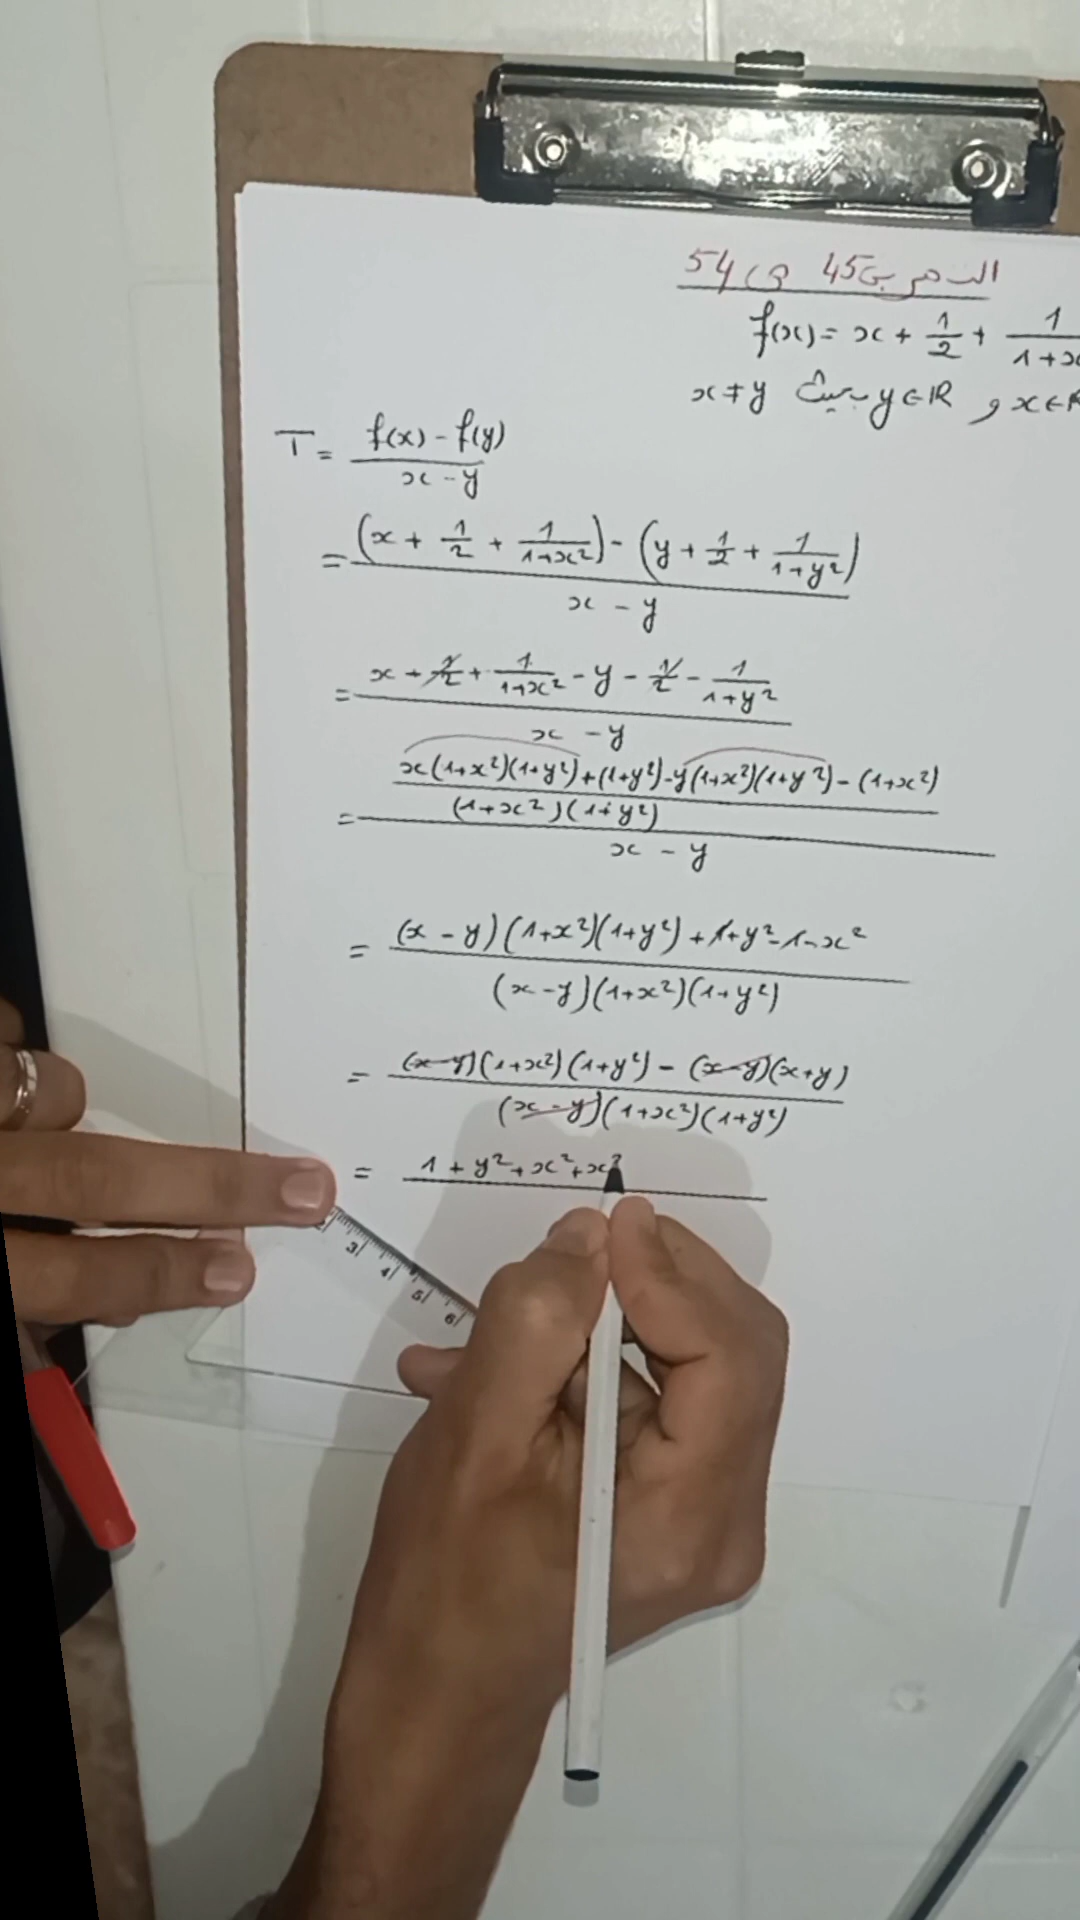 التمرين 45 ص 54
f(x) = x + 1/2 + 1/(1+x
x ∈ R و y ∈ R بحيث x ≠ y
T = (f(x) - f(y))/(x - y)
= ((x + 1/2 + 1/(1+x²)) - (y + 1/2 + 1/(1+y²)))/(x - y)
= (x + 1/2 + 1/(1+x²) - y - 1/2 - 1/(1+y²))/(x - y)
= ((x(1+x²)(1+y²) + (1+y²) - y(1+x²)(1+y²) - (1+x²))/((1+x²)(1+y²)))/(x - y)
= ((x - y)(1+x²)(1+y²) + 1 + y² - 1 - x²)/((x - y)(1+x²)(1+y²))
= ((x-y)(1+x²)(1+y²) - (x-y)(x+y))/((x-y)(1+x²)(1+y²))
= 1 + y² + x² + x²
3 4 5 6